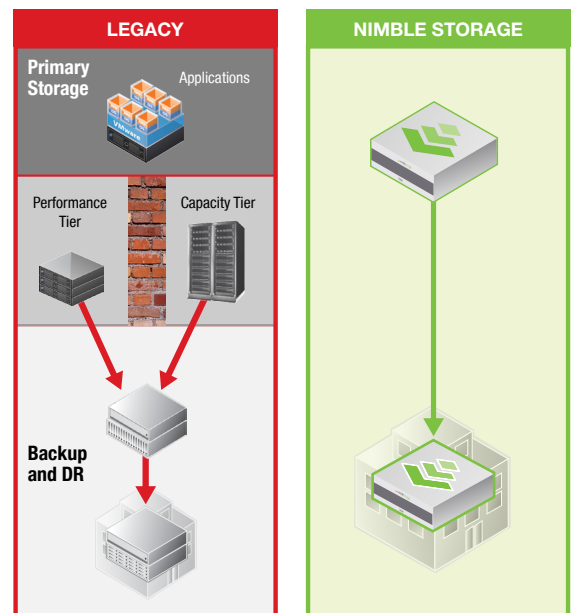 LEGACY
NIMBLE STORAGE
Primary
Storage
Applications
VMware
Performance
Tier
Capacity Tier
Backup
and DR